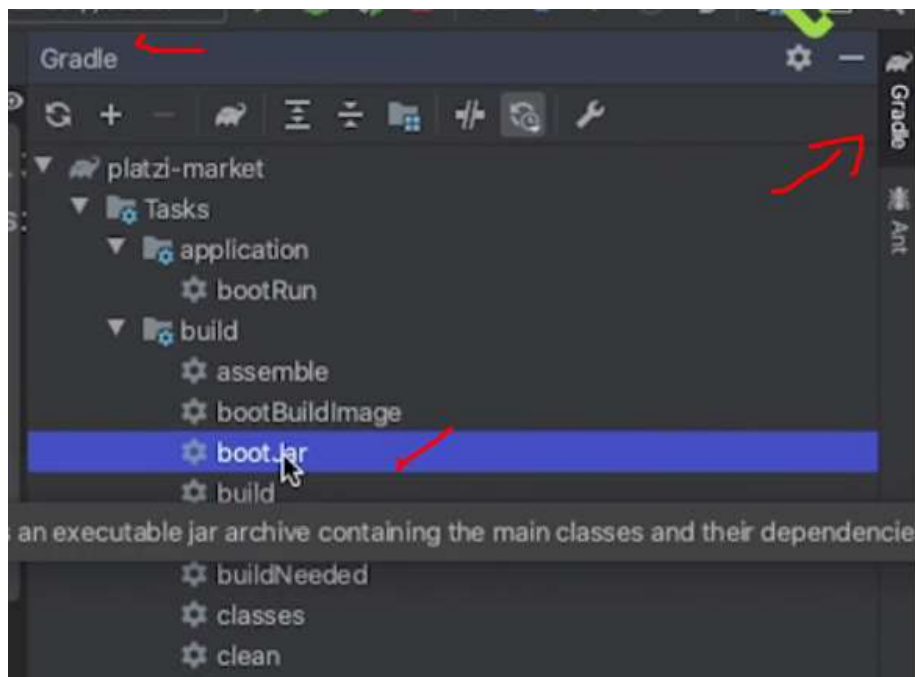 Gradle
Gradle
Ant
platzi-market
Tasks
application
bootRun
build
assemble
bootBuildImage
bootJar
build
an executable jar archive containing the main classes and their dependencie
buildNeeded
classes
clean